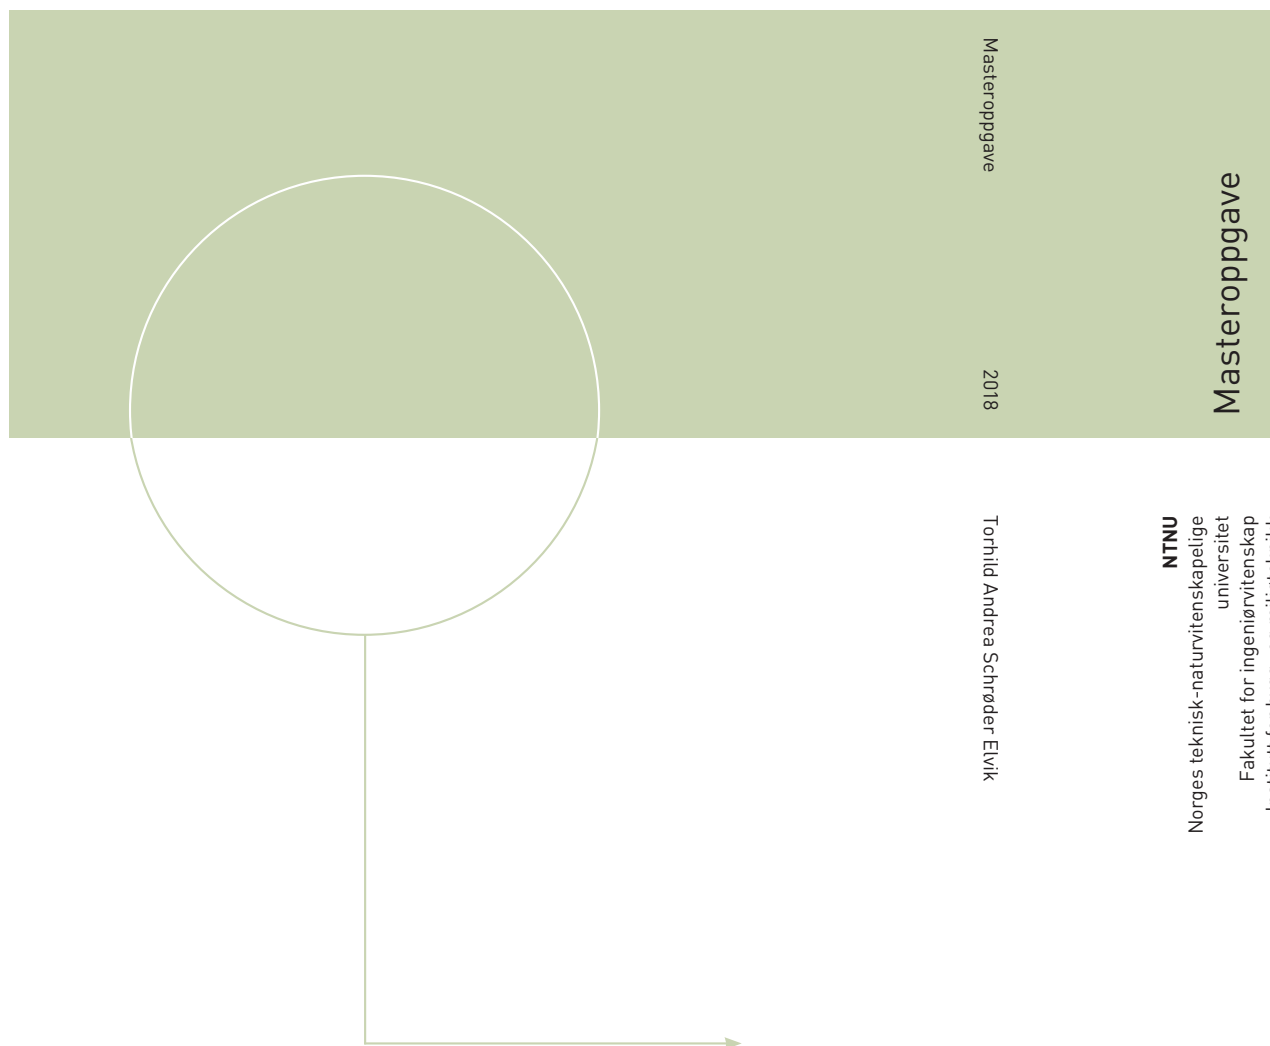 Masteroppgave
2018
Torhild Andrea Schrøder Elvik
Masteroppgave
NTNU
Norges teknisk-naturvitenskapelige
universitet
Fakultet for ingeniørvitenskap